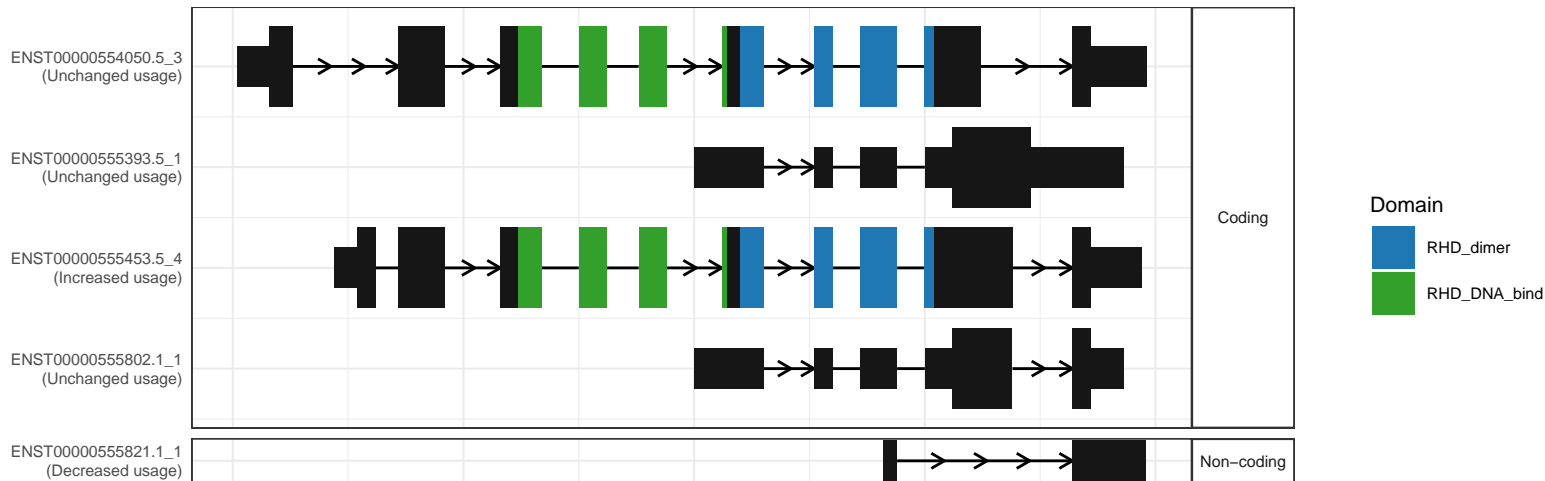 ENST00000554050.5_3
(Unchanged usage)
ENST00000555393.5_1
(Unchanged usage)
Coding
ENST00000555453.5_4
(Increased usage)
ENST00000555802.1_1
(Unchanged usage)
ENST00000555821.1_1
(Decreased usage)
Non−coding
Domain
RHD_dimer
RHD_DNA_bind